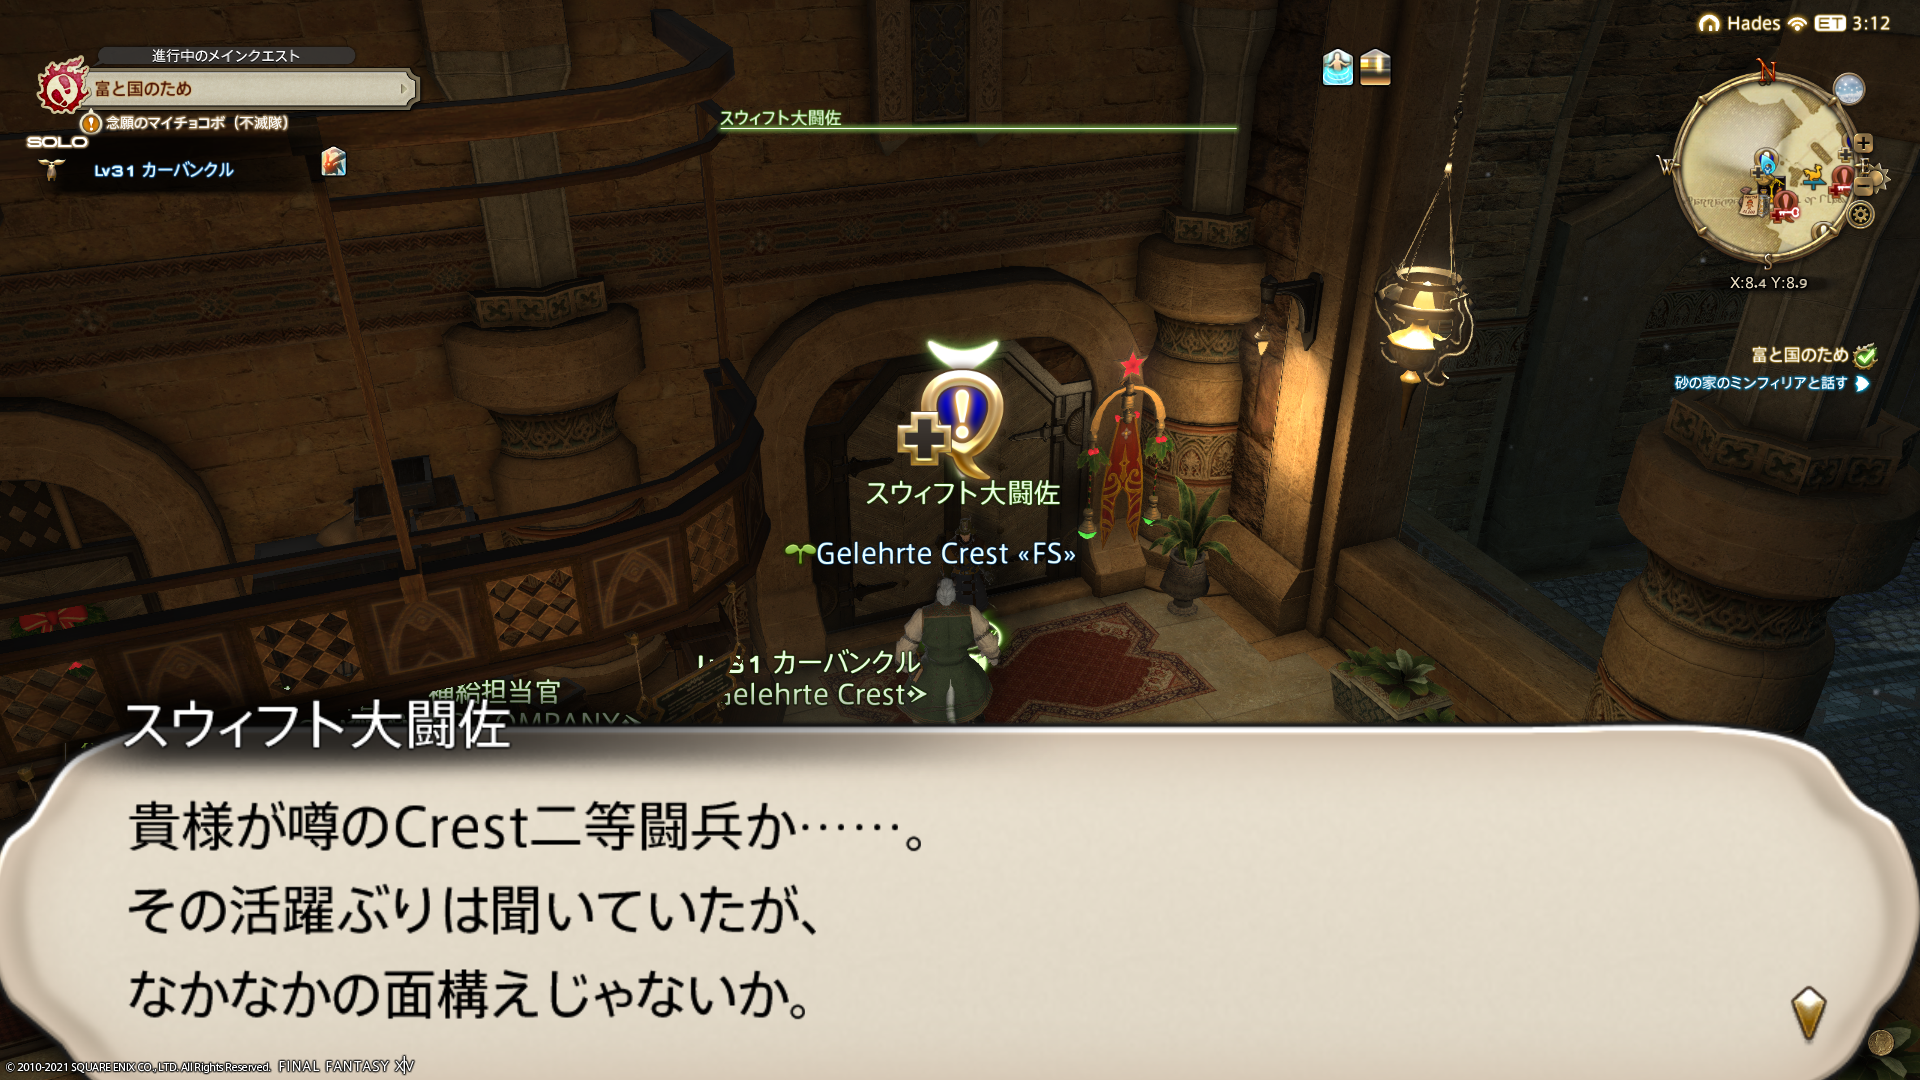 Hades ET 3:12
進行中のメインクエスト
富と国のため
念願のマイチョコボ（不滅隊）
SOLO
Lv31 カーバンクル
スウィフト大闘佐
N
W
E
S
X:8.4 Y:8.9
富と国のため
砂の家のミンフィリアと話す
スウィフト大闘佐
Gelehrte Crest «FS»
31 カーバンクル
elehrte Crest
補給担当官
COMPANY
スウィフト大闘佐
貴様が噂のCrest二等闘兵か……。
その活躍ぶりは聞いていたが、
なかなかの面構えじゃないか。
© 2010-2021 SQUARE ENIX CO., LTD. All Rights Reserved. FINAL FANTASY XIV